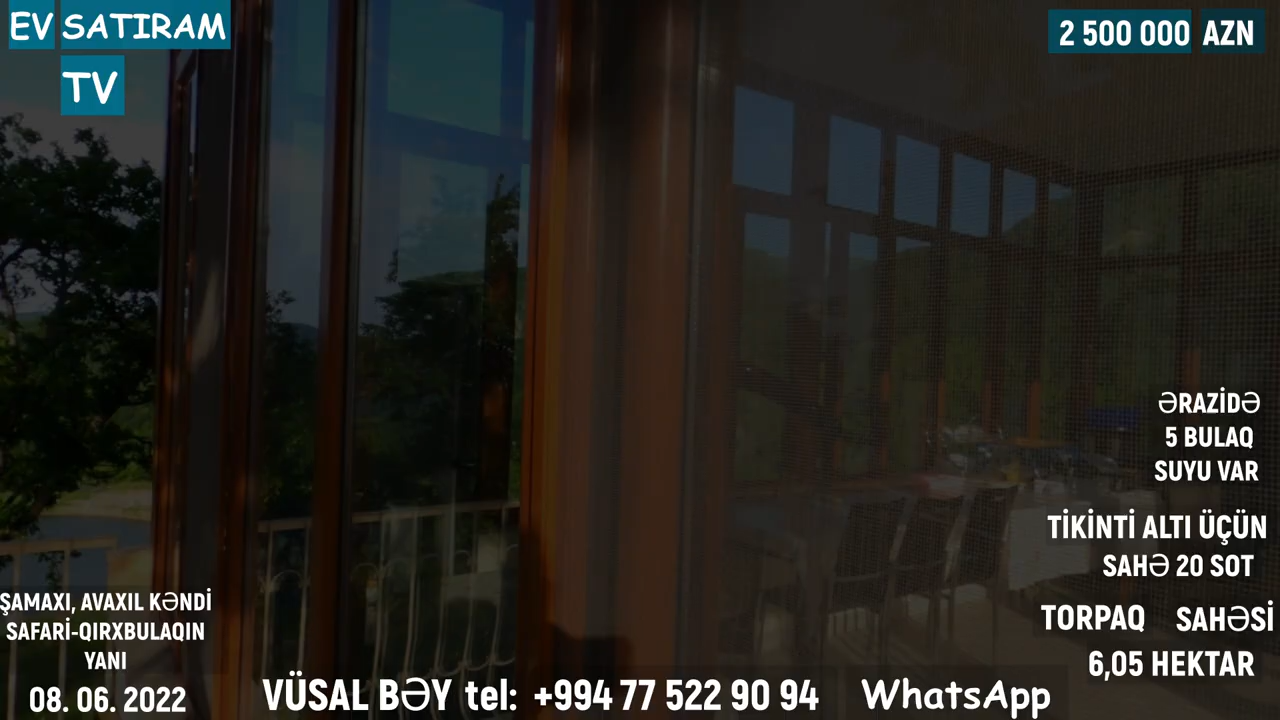 EV SATIRAM
TV
2 500 000 AZN
ƏRAZİDƏ
5 BULAQ
SUYU VAR
TİKİNTİ ALTI ÜÇÜN
SAHƏ 20 SOT
TORPAQ SAHƏSİ
6,05 HEKTAR
ŞAMAXI, AVAXIL KƏNDİ
SAFARİ-QIRXBULAQIN
YANI
08. 06. 2022
VÜSAL BƏY tel: +994 77 522 90 94 WhatsApp